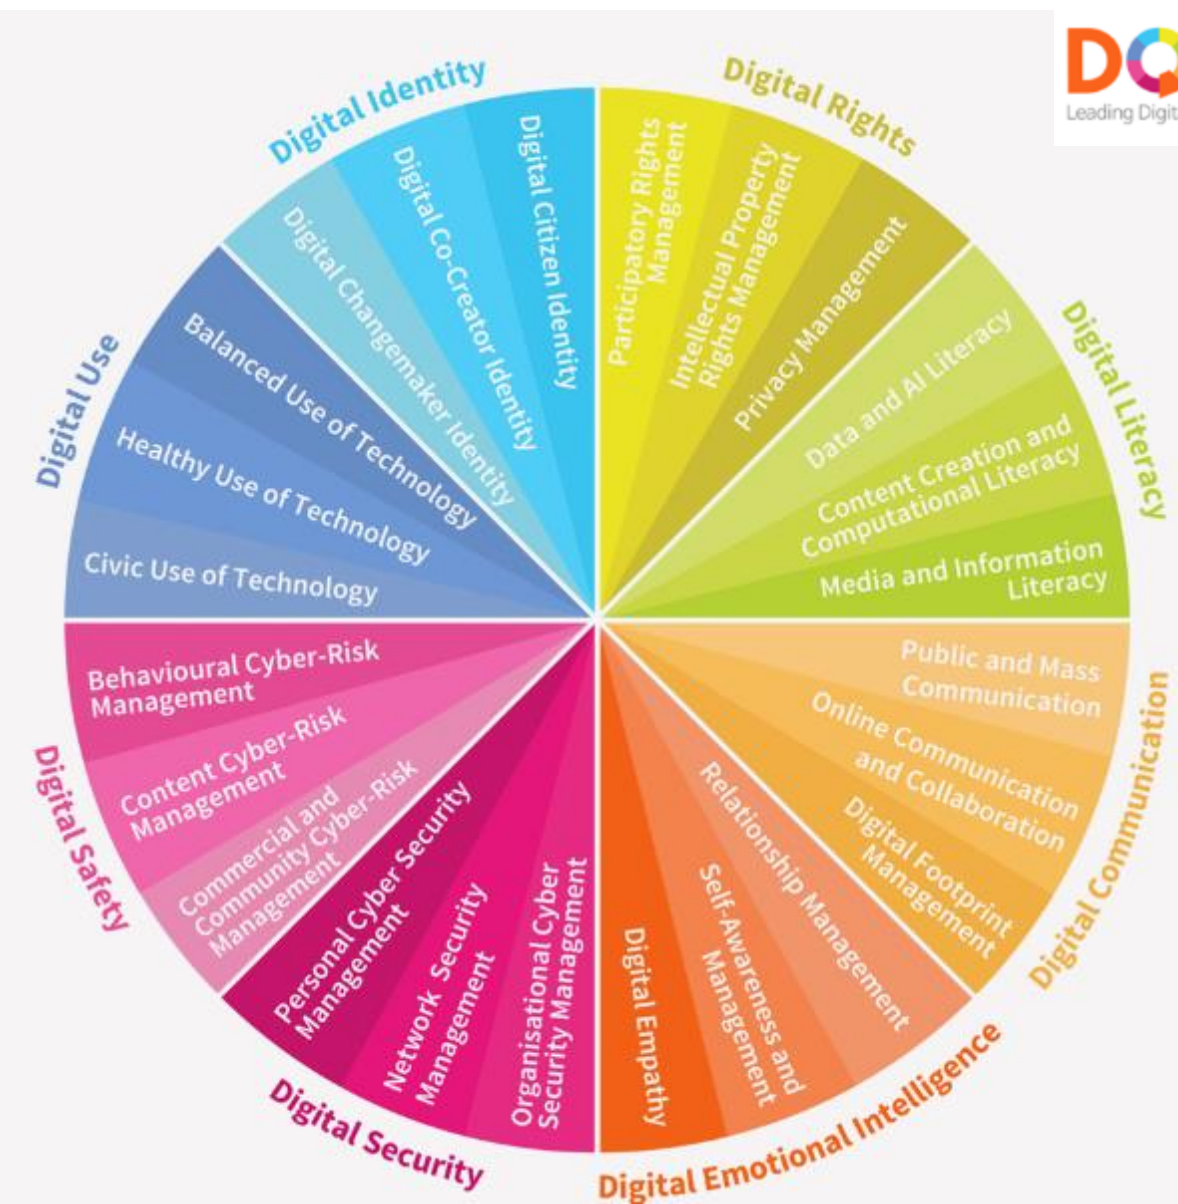 DQ
Leading Digit
Digital Identity
Digital Citizen Identity
Digital Co-Creator Identity
Digital Changemaker Identity
Digital Use
Balanced Use of Technology
Healthy Use of Technology
Civic Use of Technology
Digital Safety
Behavioural Cyber-Risk
Management
Content Cyber-Risk
Management
Commercial and
Community Cyber-Risk
Management
Digital Security
Personal Cyber Security
Management
Network Security
Management
Organisational Cyber
Security Management
Digital Emotional Intelligence
Digital Empathy
Self-Awareness and
Management
Relationship Management
Digital Communication
Digital Footprint
Management
Online Communication
and Collaboration
Public and Mass
Communication
Digital Literacy
Media and Information
Literacy
Content Creation and
Computational Literacy
Data and AI Literacy
Digital Rights
Privacy Management
Intellectual Property
Rights Management
Participatory Rights
Management